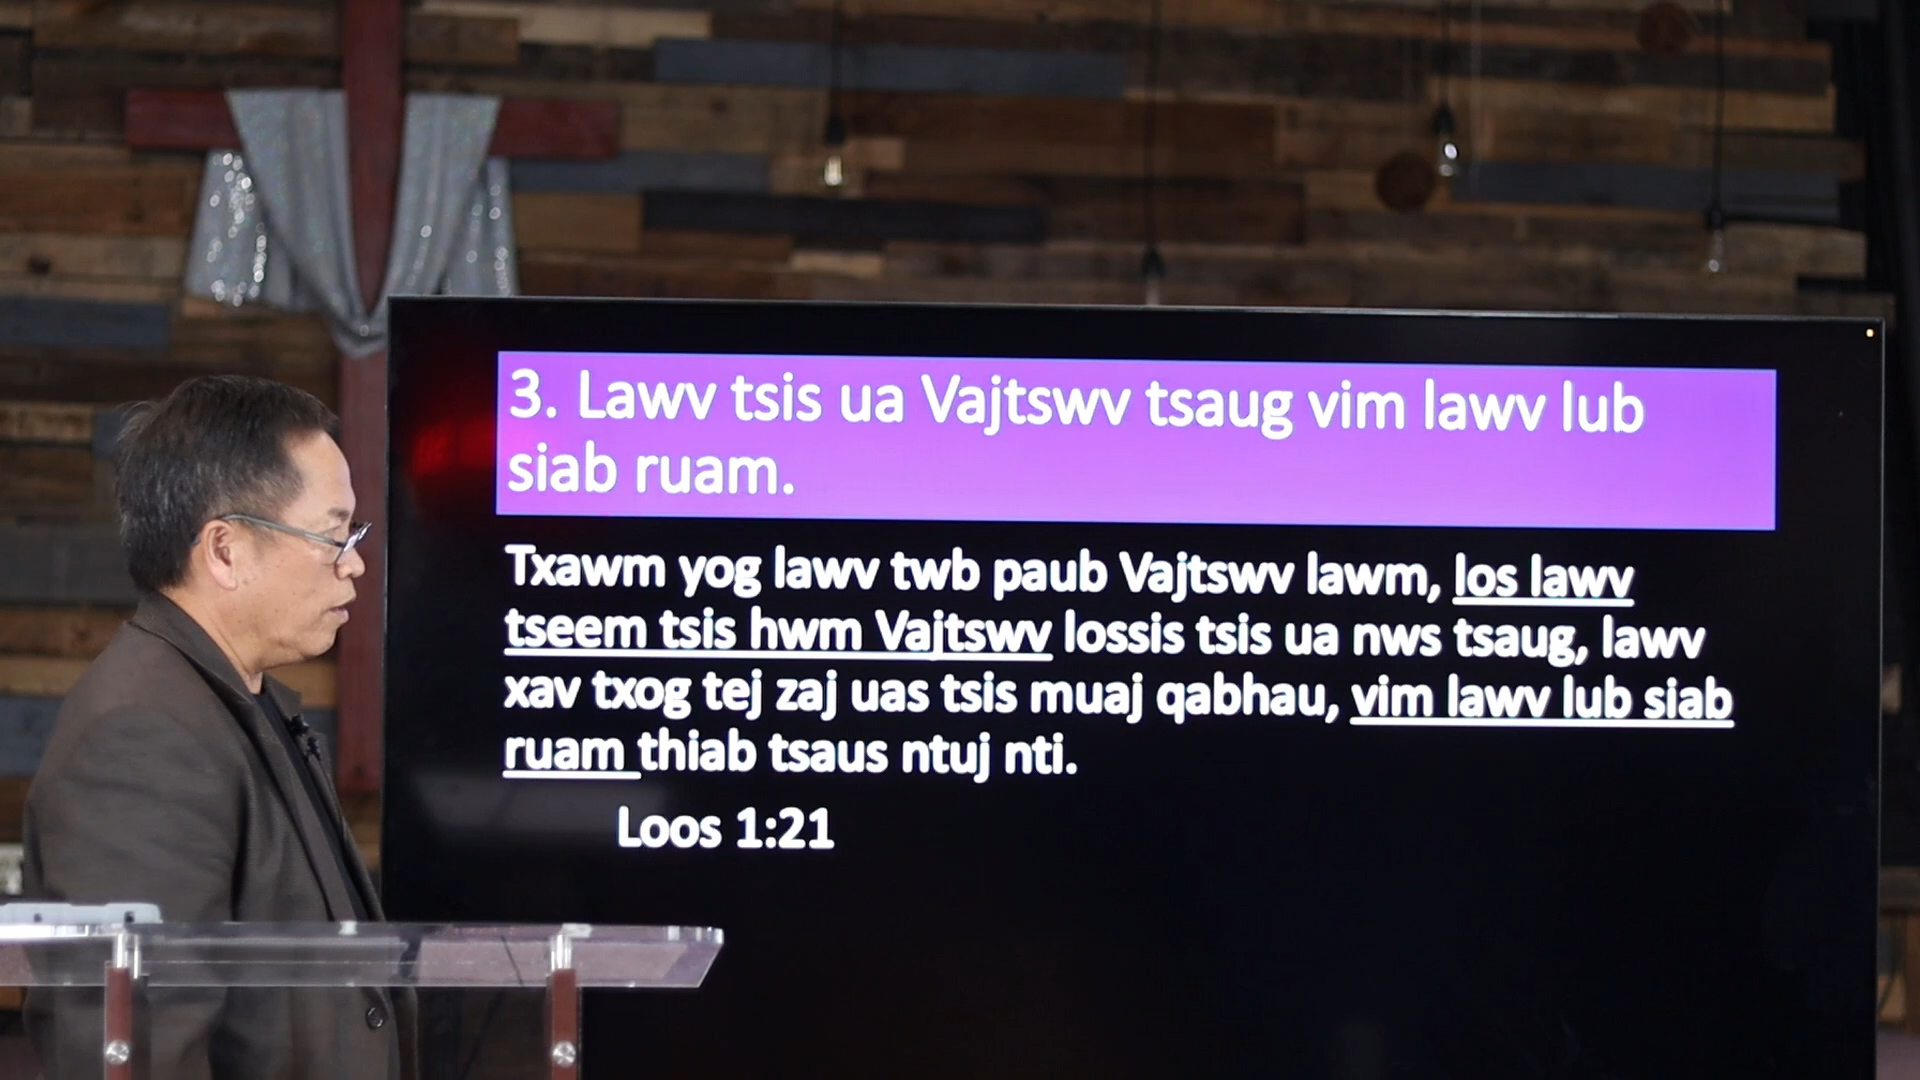 3. Lawv tsis ua Vajtswv tsaug vim lawv lub
siab ruam.
Txawm yog lawv twb paub Vajtswv lawm, los lawv
tseem tsis hwm Vajtswv lossis tsis ua nws tsaug, lawv
xav txog tej zaj uas tsis muaj qabhau, vim lawv lub siab
ruam thiab tsaus ntuj nti.
Loos 1:21